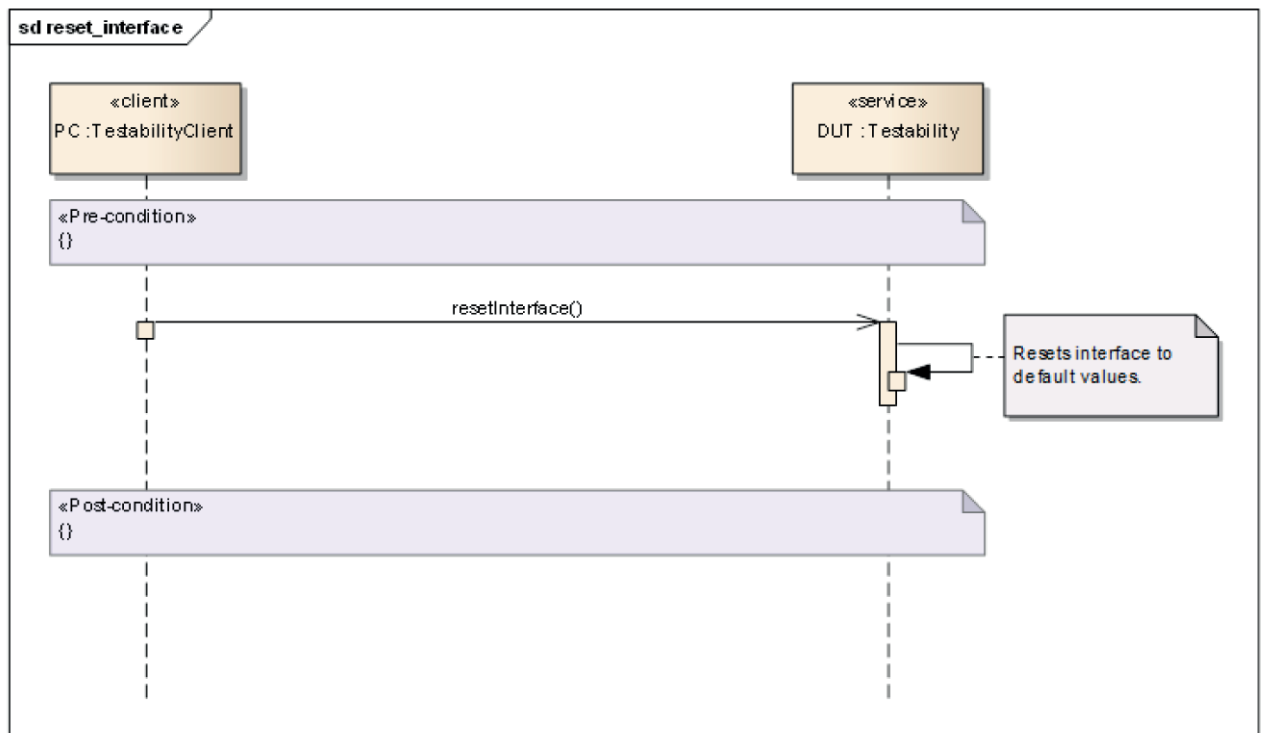 sd reset_interface
«client»
PC :TestabilityClient
«service»
DUT :Testability
«Pre-condition»
{}
resetInterface()
Resets interface to
default values.
«Post-condition»
{}